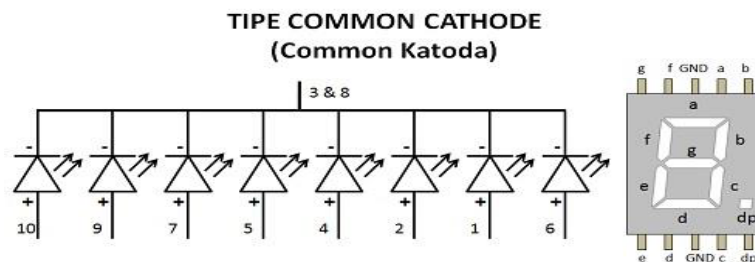 TIPE COMMON CATHODE
(Common Katoda)
3 & 8
- - - - - - - -
+ + + + + + + +
10 9 7 5 4 2 1 6
g f GND a b
a
f b
g
e c
d
dp
e d GND c dp